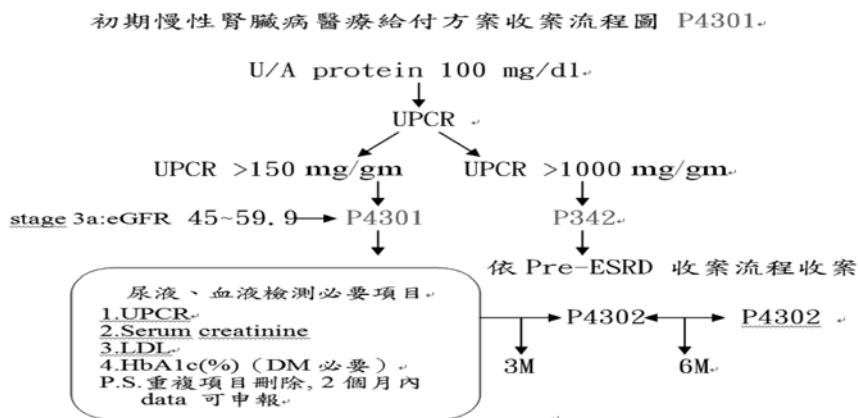 初期慢性腎臟病醫療給付方案收案流程圖 P4301
U/A protein 100 mg/dl
UPCR
UPCR >150 mg/gm
UPCR >1000 mg/gm
stage 3a:eGFR 45~59.9
P4301
P342
依 Pre-ESRD 收案流程收案
尿液、血液檢測必要項目
1.UPCR
2.Serum creatinine
3.LDL
4.HbA1c(%)（DM 必要）
P.S.重複項目刪除, 2 個月內
data 可申報
P4302
P4302
3M
6M